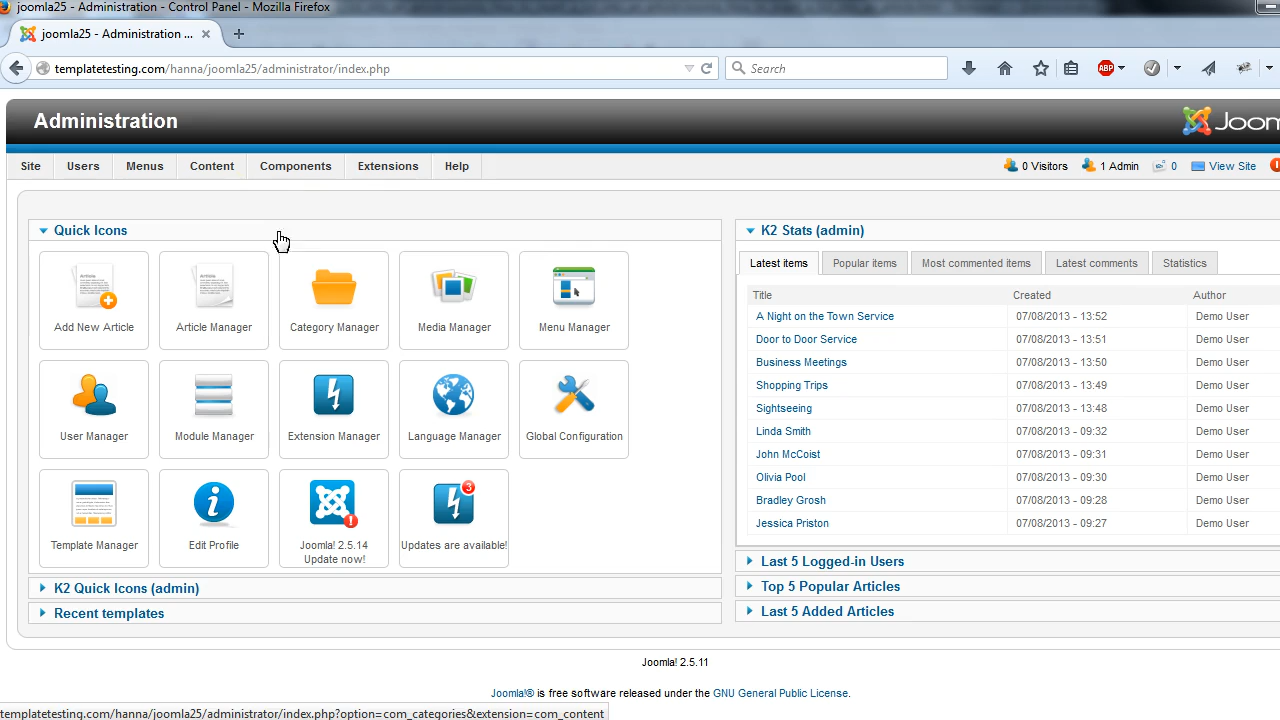 joomla25 - Administration - Control Panel - Mozilla Firefox
joomla25 - Administration ...
templatetesting.com/hanna/joomla25/administrator/index.php
Search
ABP
Administration
Joom
Site Users Menus Content Components Extensions Help
0 Visitors 1 Admin 0 View Site
Quick Icons
Article
Add New Article
Article
Article Manager
Category Manager
Media Manager
Menu Manager
User Manager
Module Manager
Extension Manager
Language Manager
Global Configuration
Template Manager
Edit Profile
Joomla! 2.5.14
Update now!
3
Updates are available!
K2 Quick Icons (admin)
Recent templates
K2 Stats (admin)
Latest items Popular items Most commented items Latest comments Statistics
Title Created Author
A Night on the Town Service 07/08/2013 - 13:52 Demo User
Door to Door Service 07/08/2013 - 13:51 Demo User
Business Meetings 07/08/2013 - 13:50 Demo User
Shopping Trips 07/08/2013 - 13:49 Demo User
Sightseeing 07/08/2013 - 13:48 Demo User
Linda Smith 07/08/2013 - 09:32 Demo User
John McCoist 07/08/2013 - 09:31 Demo User
Olivia Pool 07/08/2013 - 09:30 Demo User
Bradley Grosh 07/08/2013 - 09:28 Demo User
Jessica Priston 07/08/2013 - 09:27 Demo User
Last 5 Logged-in Users
Top 5 Popular Articles
Last 5 Added Articles
Joomla! 2.5.11
Joomla!® is free software released under the GNU General Public License.
templatetesting.com/hanna/joomla25/administrator/index.php?option=com_categories&extension=com_content